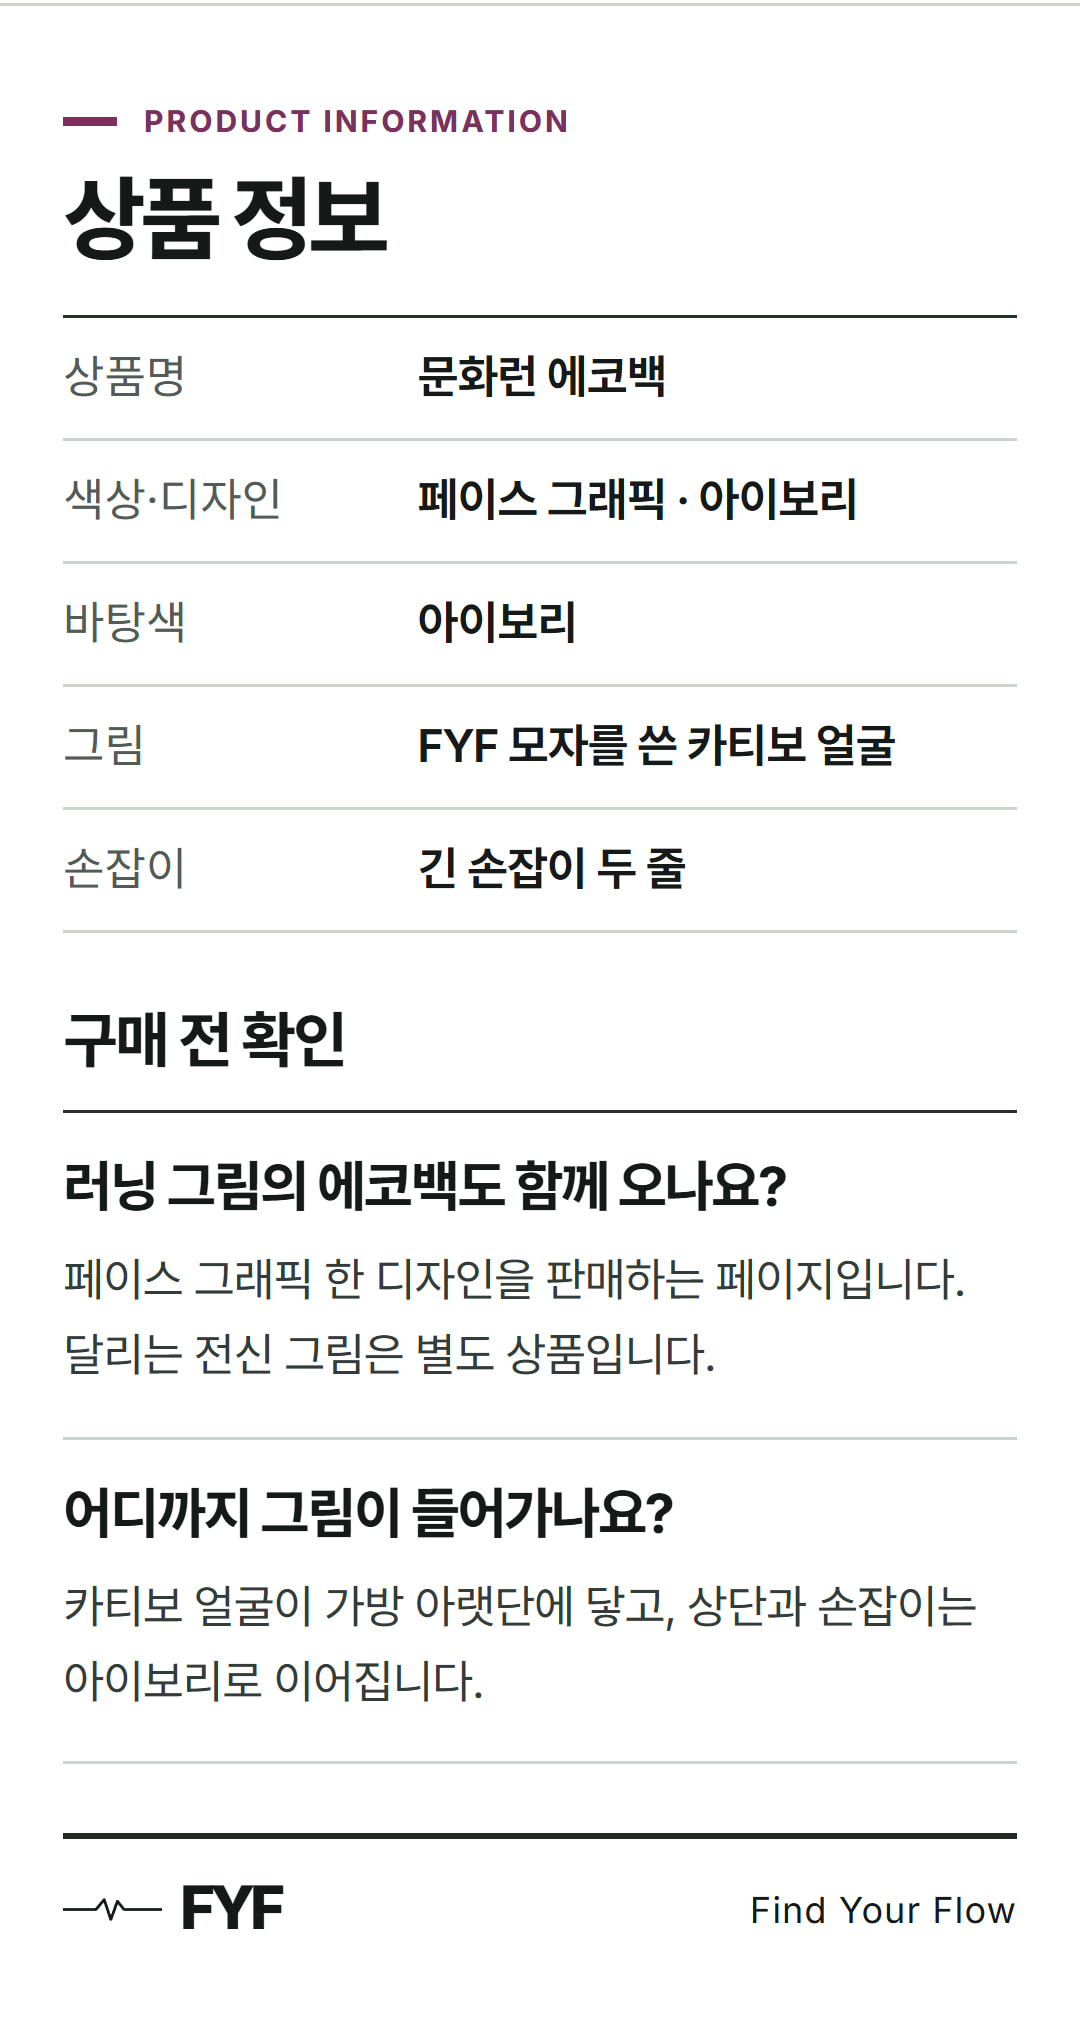 PRODUCT INFORMATION
상품 정보
상품명 문화런 에코백
색상·디자인 페이스 그래픽 · 아이보리
바탕색 아이보리
그림 FYF 모자를 쓴 카티보 얼굴
손잡이 긴 손잡이 두 줄
구매 전 확인
러닝 그림의 에코백도 함께 오나요?
페이스 그래픽 한 디자인을 판매하는 페이지입니다.
달리는 전신 그림은 별도 상품입니다.
어디까지 그림이 들어가나요?
카티보 얼굴이 가방 아랫단에 닿고, 상단과 손잡이는
아이보리로 이어집니다.
FYF Find Your Flow